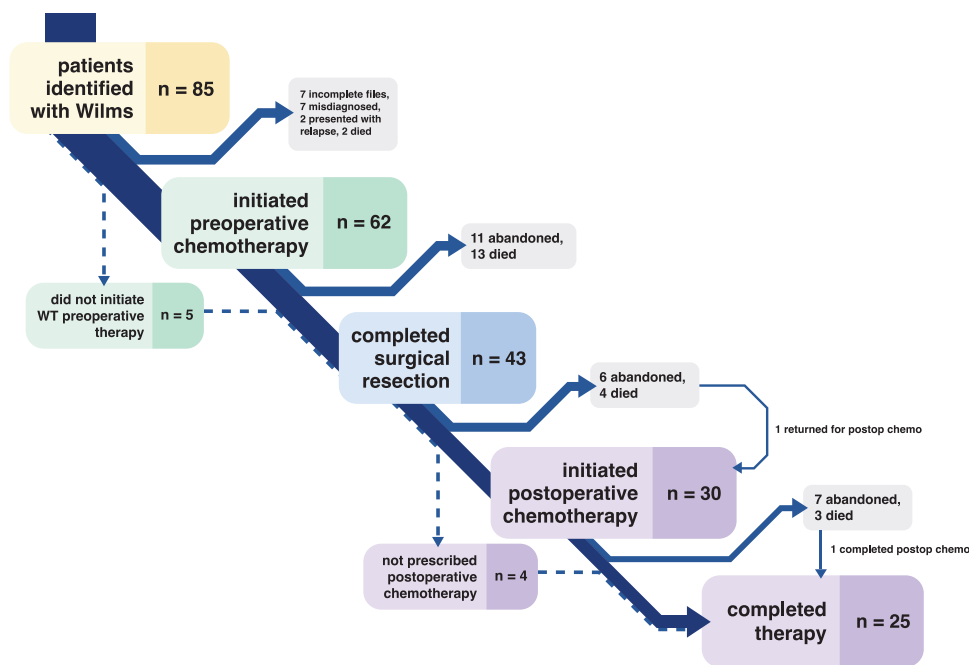 patients
identified
with Wilms
n = 85
7 incomplete files,
7 misdiagnosed,
2 presented with
relapse, 2 died
initiated
preoperative
chemotherapy
n = 62
11 abandoned,
13 died
did not initiate
WT preoperative
therapy
n = 5
completed
surgical
resection
n = 43
6 abandoned,
4 died
1 returned for postop chemo
initiated
postoperative
chemotherapy
n = 30
7 abandoned,
3 died
1 completed postop chemo
not prescribed
postoperative
chemotherapy
n = 4
completed
therapy
n = 25